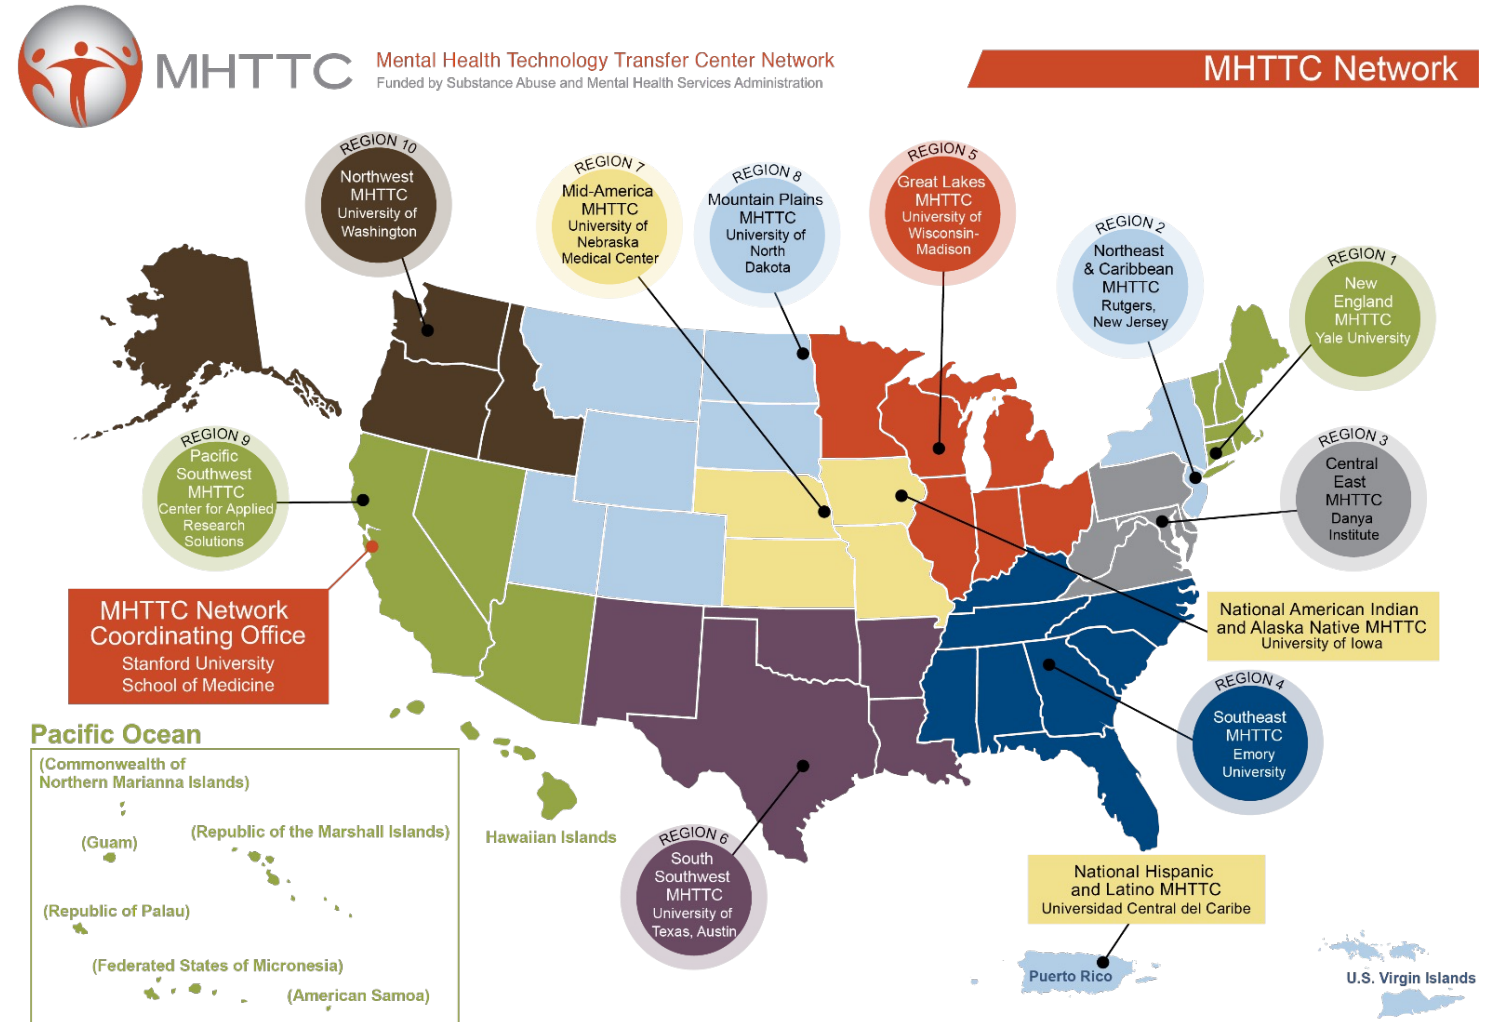 MHTTC
Mental Health Technology Transfer Center Network
Funded by Substance Abuse and Mental Health Services Administration
MHTTC Network
REGION 10
Northwest
MHTTC
University of
Washington
REGION 7
Mid-America
MHTTC
University of
Nebraska
Medical Center
REGION 8
Mountain Plains
MHTTC
University of
North
Dakota
REGION 5
Great Lakes
MHTTC
University of
Wisconsin-
Madison
REGION 2
Northeast
& Caribbean
MHTTC
Rutgers,
New Jersey
REGION 1
New
England
MHTTC
Yale University
REGION 9
Pacific
Southwest
MHTTC
Center for Applied
Research
Solutions
REGION 3
Central
East
MHTTC
Danya
Institute
MHTTC Network
Coordinating Office
Stanford University
School of Medicine
National American Indian
and Alaska Native MHTTC
University of Iowa
REGION 4
Southeast
MHTTC
Emory
University
Pacific Ocean
(Commonwealth of
Northern Marianna Islands)
(Guam)
(Republic of the Marshall Islands)
(Republic of Palau)
(Federated States of Micronesia)
(American Samoa)
Hawaiian Islands
REGION 6
South
Southwest
MHTTC
University of
Texas, Austin
National Hispanic
and Latino MHTTC
Universidad Central del Caribe
Puerto Rico
U.S. Virgin Islands